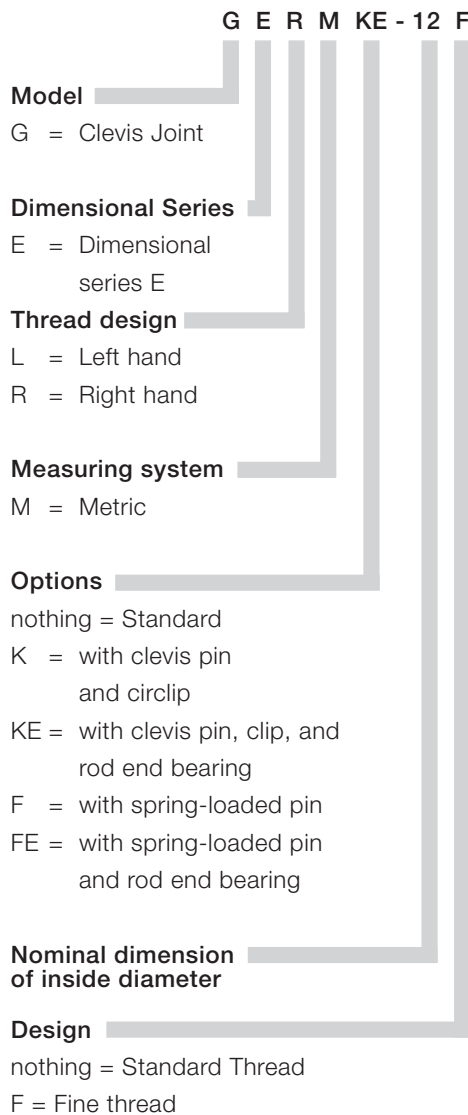 G E R M KE - 12 F
Model
G = Clevis Joint
Dimensional Series
E = Dimensional
series E
Thread design
L = Left hand
R = Right hand
Measuring system
M = Metric
Options
nothing = Standard
K = with clevis pin
and circlip
KE = with clevis pin, clip, and
rod end bearing
F = with spring-loaded pin
FE = with spring-loaded pin
and rod end bearing
Nominal dimension
of inside diameter
Design
nothing = Standard Thread
F = Fine thread